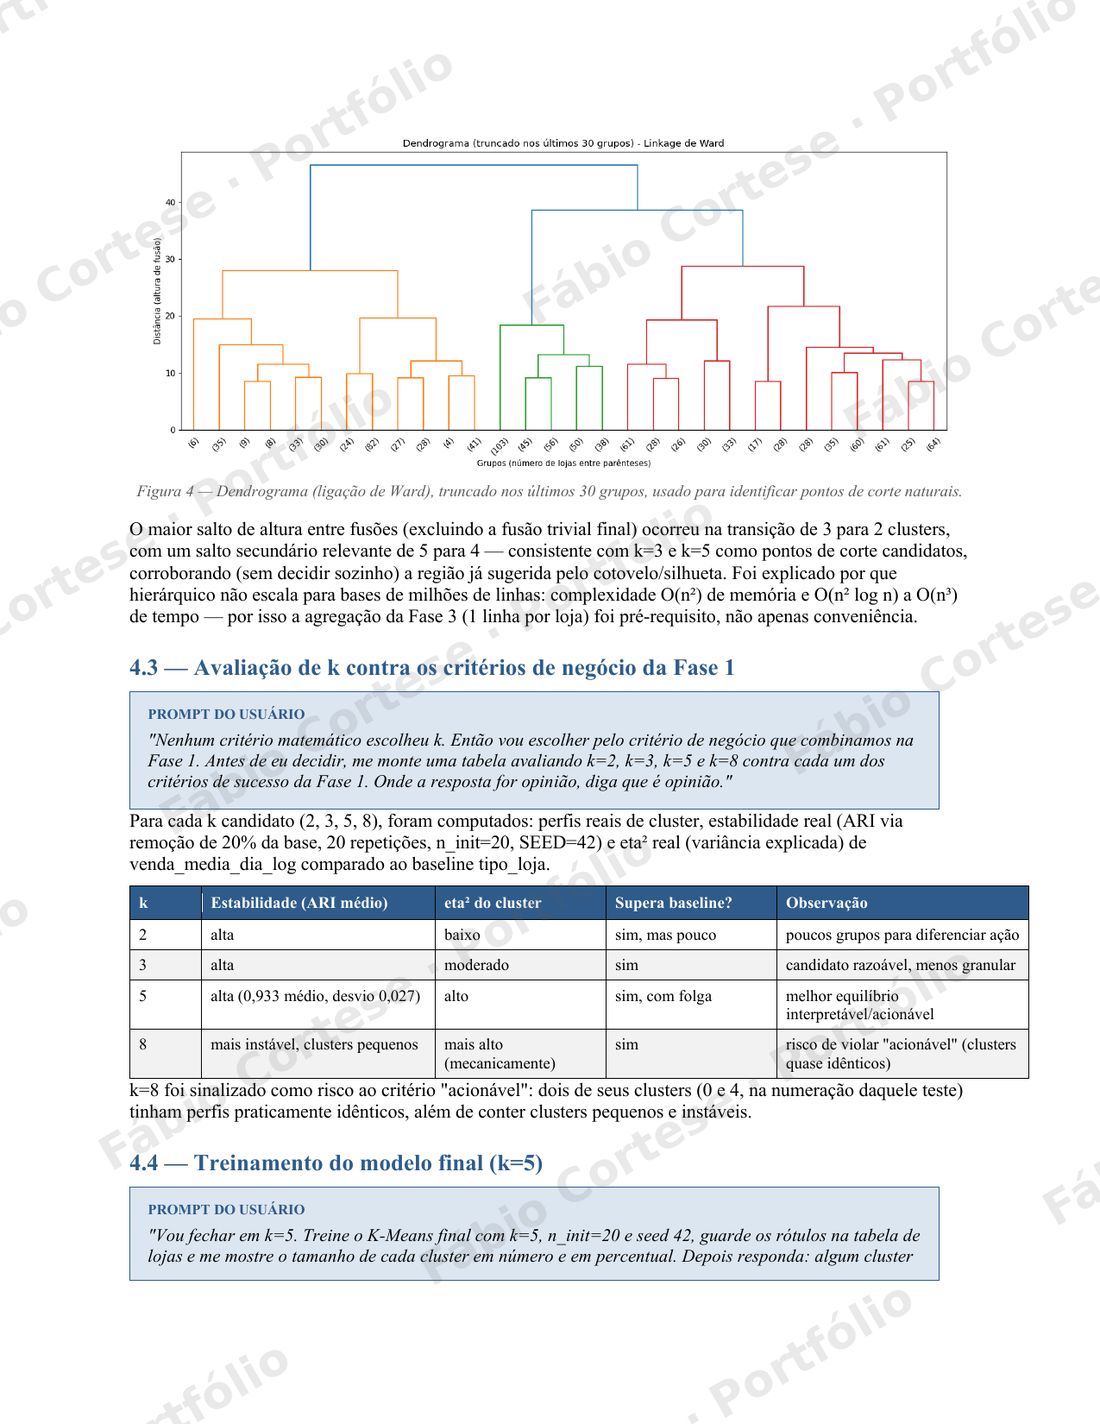 Dendrograma (truncado nos últimos 30 grupos) - Linkage de Ward
Distância (altura de fusão)
40
30
20
10
0
(6) (35) (9) (8) (33) (30) (24) (82) (27) (28) (4) (41) (103) (45) (56) (50) (38) (61) (28) (26) (30) (33) (17) (28) (28) (35) (60) (61) (25) (64)
Grupos (número de lojas entre parênteses)
Figura 4 — Dendrograma (ligação de Ward), truncado nos últimos 30 grupos, usado para identificar pontos de corte naturais.
O maior salto de altura entre fusões (excluindo a fusão trivial final) ocorreu na transição de 3 para 2 clusters,
com um salto secundário relevante de 5 para 4 — consistente com k=3 e k=5 como pontos de corte candidatos,
corroborando (sem decidir sozinho) a região já sugerida pelo cotovelo/silhueta. Foi explicado por que
hierárquico não escala para bases de milhões de linhas: complexidade O(n²) de memória e O(n² log n) a O(n³)
de tempo — por isso a agregação da Fase 3 (1 linha por loja) foi pré-requisito, não apenas conveniência.
4.3 — Avaliação de k contra os critérios de negócio da Fase 1
PROMPT DO USUÁRIO
"Nenhum critério matemático escolheu k. Então vou escolher pelo critério de negócio que combinamos na
Fase 1. Antes de eu decidir, me monte uma tabela avaliando k=2, k=3, k=5 e k=8 contra cada um dos
critérios de sucesso da Fase 1. Onde a resposta for opinião, diga que é opinião."
Para cada k candidato (2, 3, 5, 8), foram computados: perfis reais de cluster, estabilidade real (ARI via
remoção de 20% da base, 20 repetições, n_init=20, SEED=42) e eta² real (variância explicada) de
venda_media_dia_log comparado ao baseline tipo_loja.
k Estabilidade (ARI médio) eta² do cluster Supera baseline? Observação
2 alta baixo sim, mas pouco poucos grupos para diferenciar ação
3 alta moderado sim candidato razoável, menos granular
5 alta (0,933 médio, desvio 0,027) alto sim, com folga melhor equilíbrio
interpretável/acionável
8 mais instável, clusters pequenos mais alto sim risco de violar "acionável" (clusters
(mecanicamente) quase idênticos)
k=8 foi sinalizado como risco ao critério "acionável": dois de seus clusters (0 e 4, na numeração daquele teste)
tinham perfis praticamente idênticos, além de conter clusters pequenos e instáveis.
4.4 — Treinamento do modelo final (k=5)
PROMPT DO USUÁRIO
"Vou fechar em k=5. Treine o K-Means final com k=5, n_init=20 e seed 42, guarde os rótulos na tabela de
lojas e me mostre o tamanho de cada cluster em número e em percentual. Depois responda: algum cluster
Fábio Cortese · Portfólio